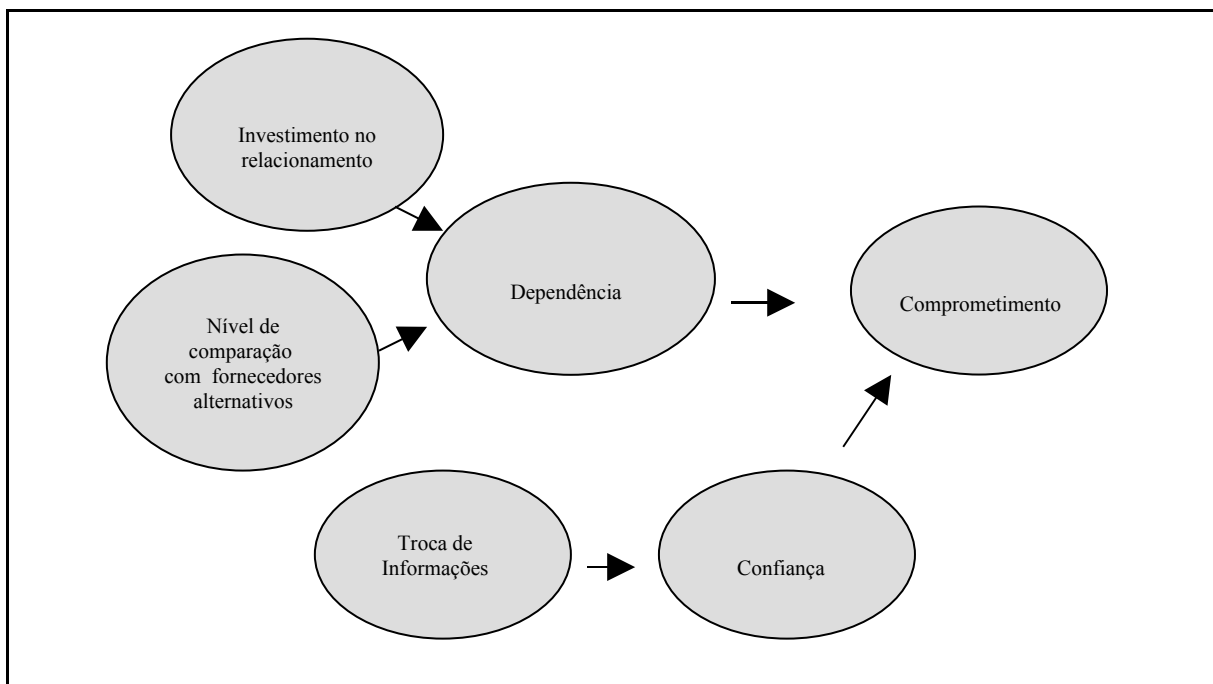 Investimento no
relacionamento
Dependência
Comprometimento
Nível de
comparação
com fornecedores
alternativos
Troca de
Informações
Confiança